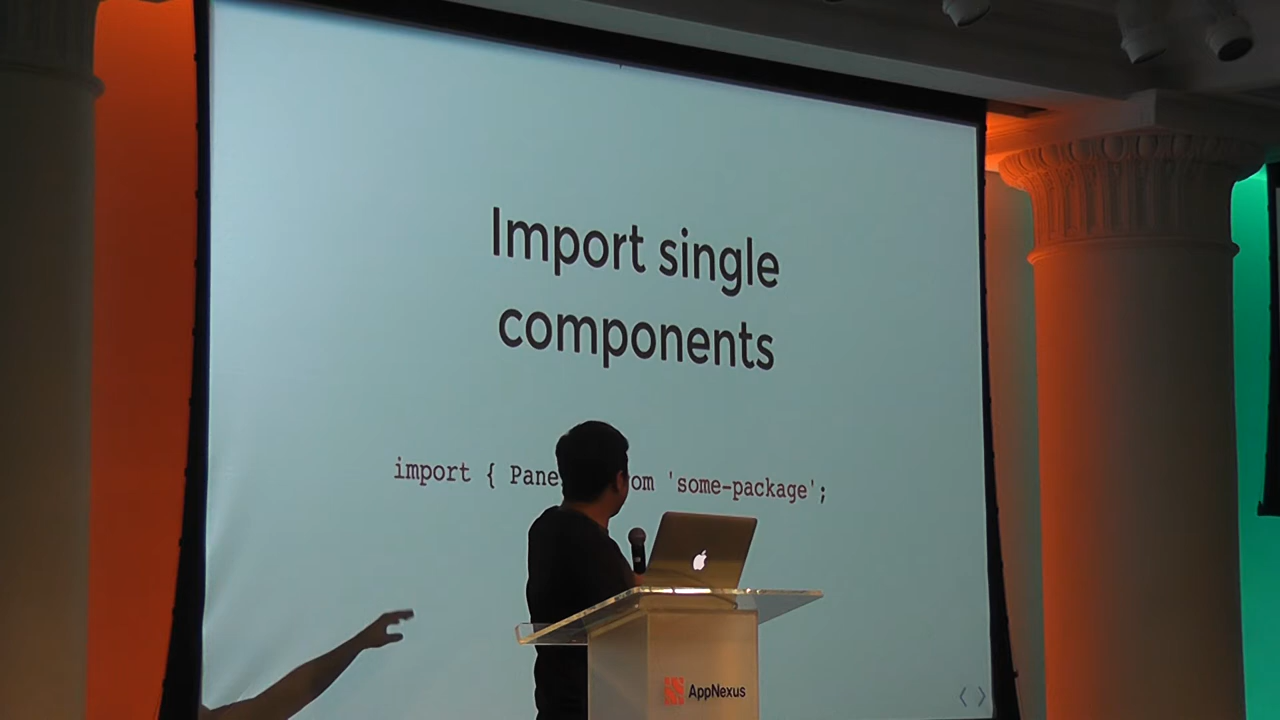 Import single
components
import { Pane om 'some-package';
AppNexus